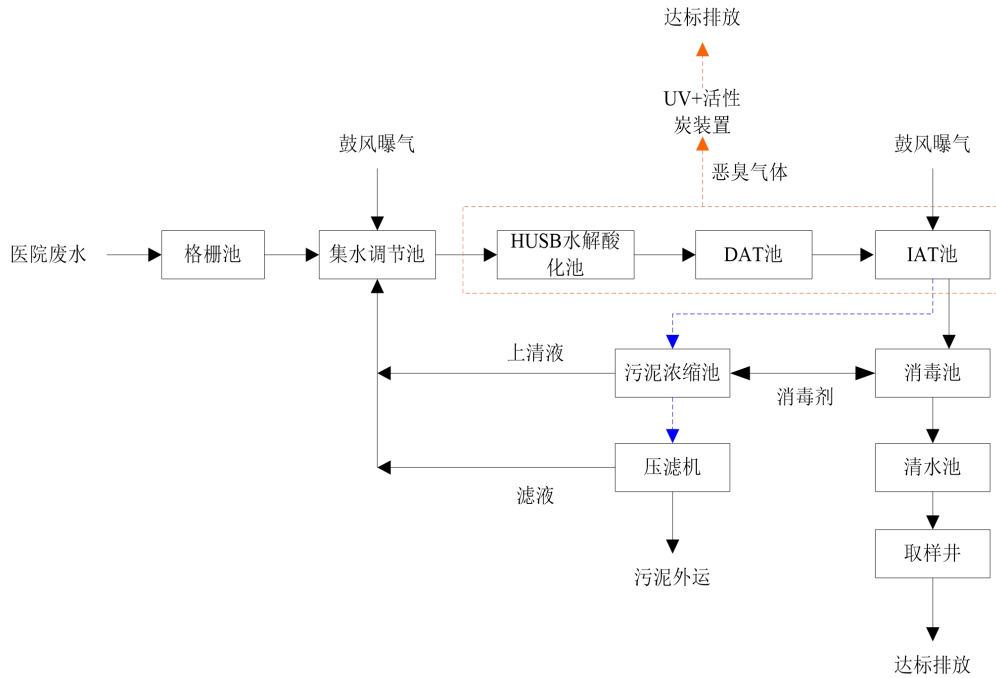 达标排放
UV+活性
炭装置
鼓风曝气
鼓风曝气
恶臭气体
医院废水
格栅池
集水调节池
HUSB水解酸
化池
DAT池
IAT池
上清液
污泥浓缩池
消毒剂
消毒池
压滤机
清水池
滤液
取样井
污泥外运
达标排放